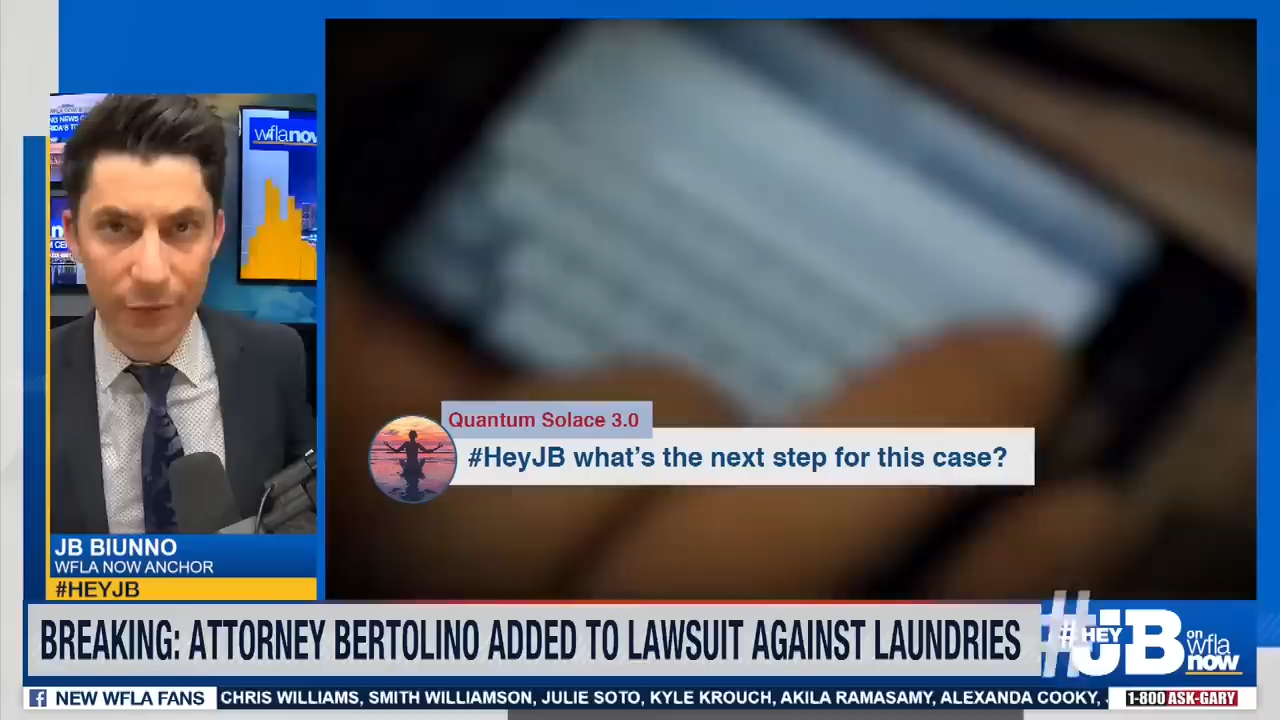 wflanow
Quantum Solace 3.0
#HeyJB what's the next step for this case?
JB BIUNNO
WFLA NOW ANCHOR
#HEYJB
BREAKING: ATTORNEY BERTOLINO ADDED TO LAWSUIT AGAINST LAUNDRIES
# HEY JB on wfla now
NEW WFLA FANS
CHRIS WILLIAMS, SMITH WILLIAMSON, JULIE SOTO, KYLE KROUCH, AKILA RAMASAMY, ALEXANDA COOKY,
1-800 ASK-GARY